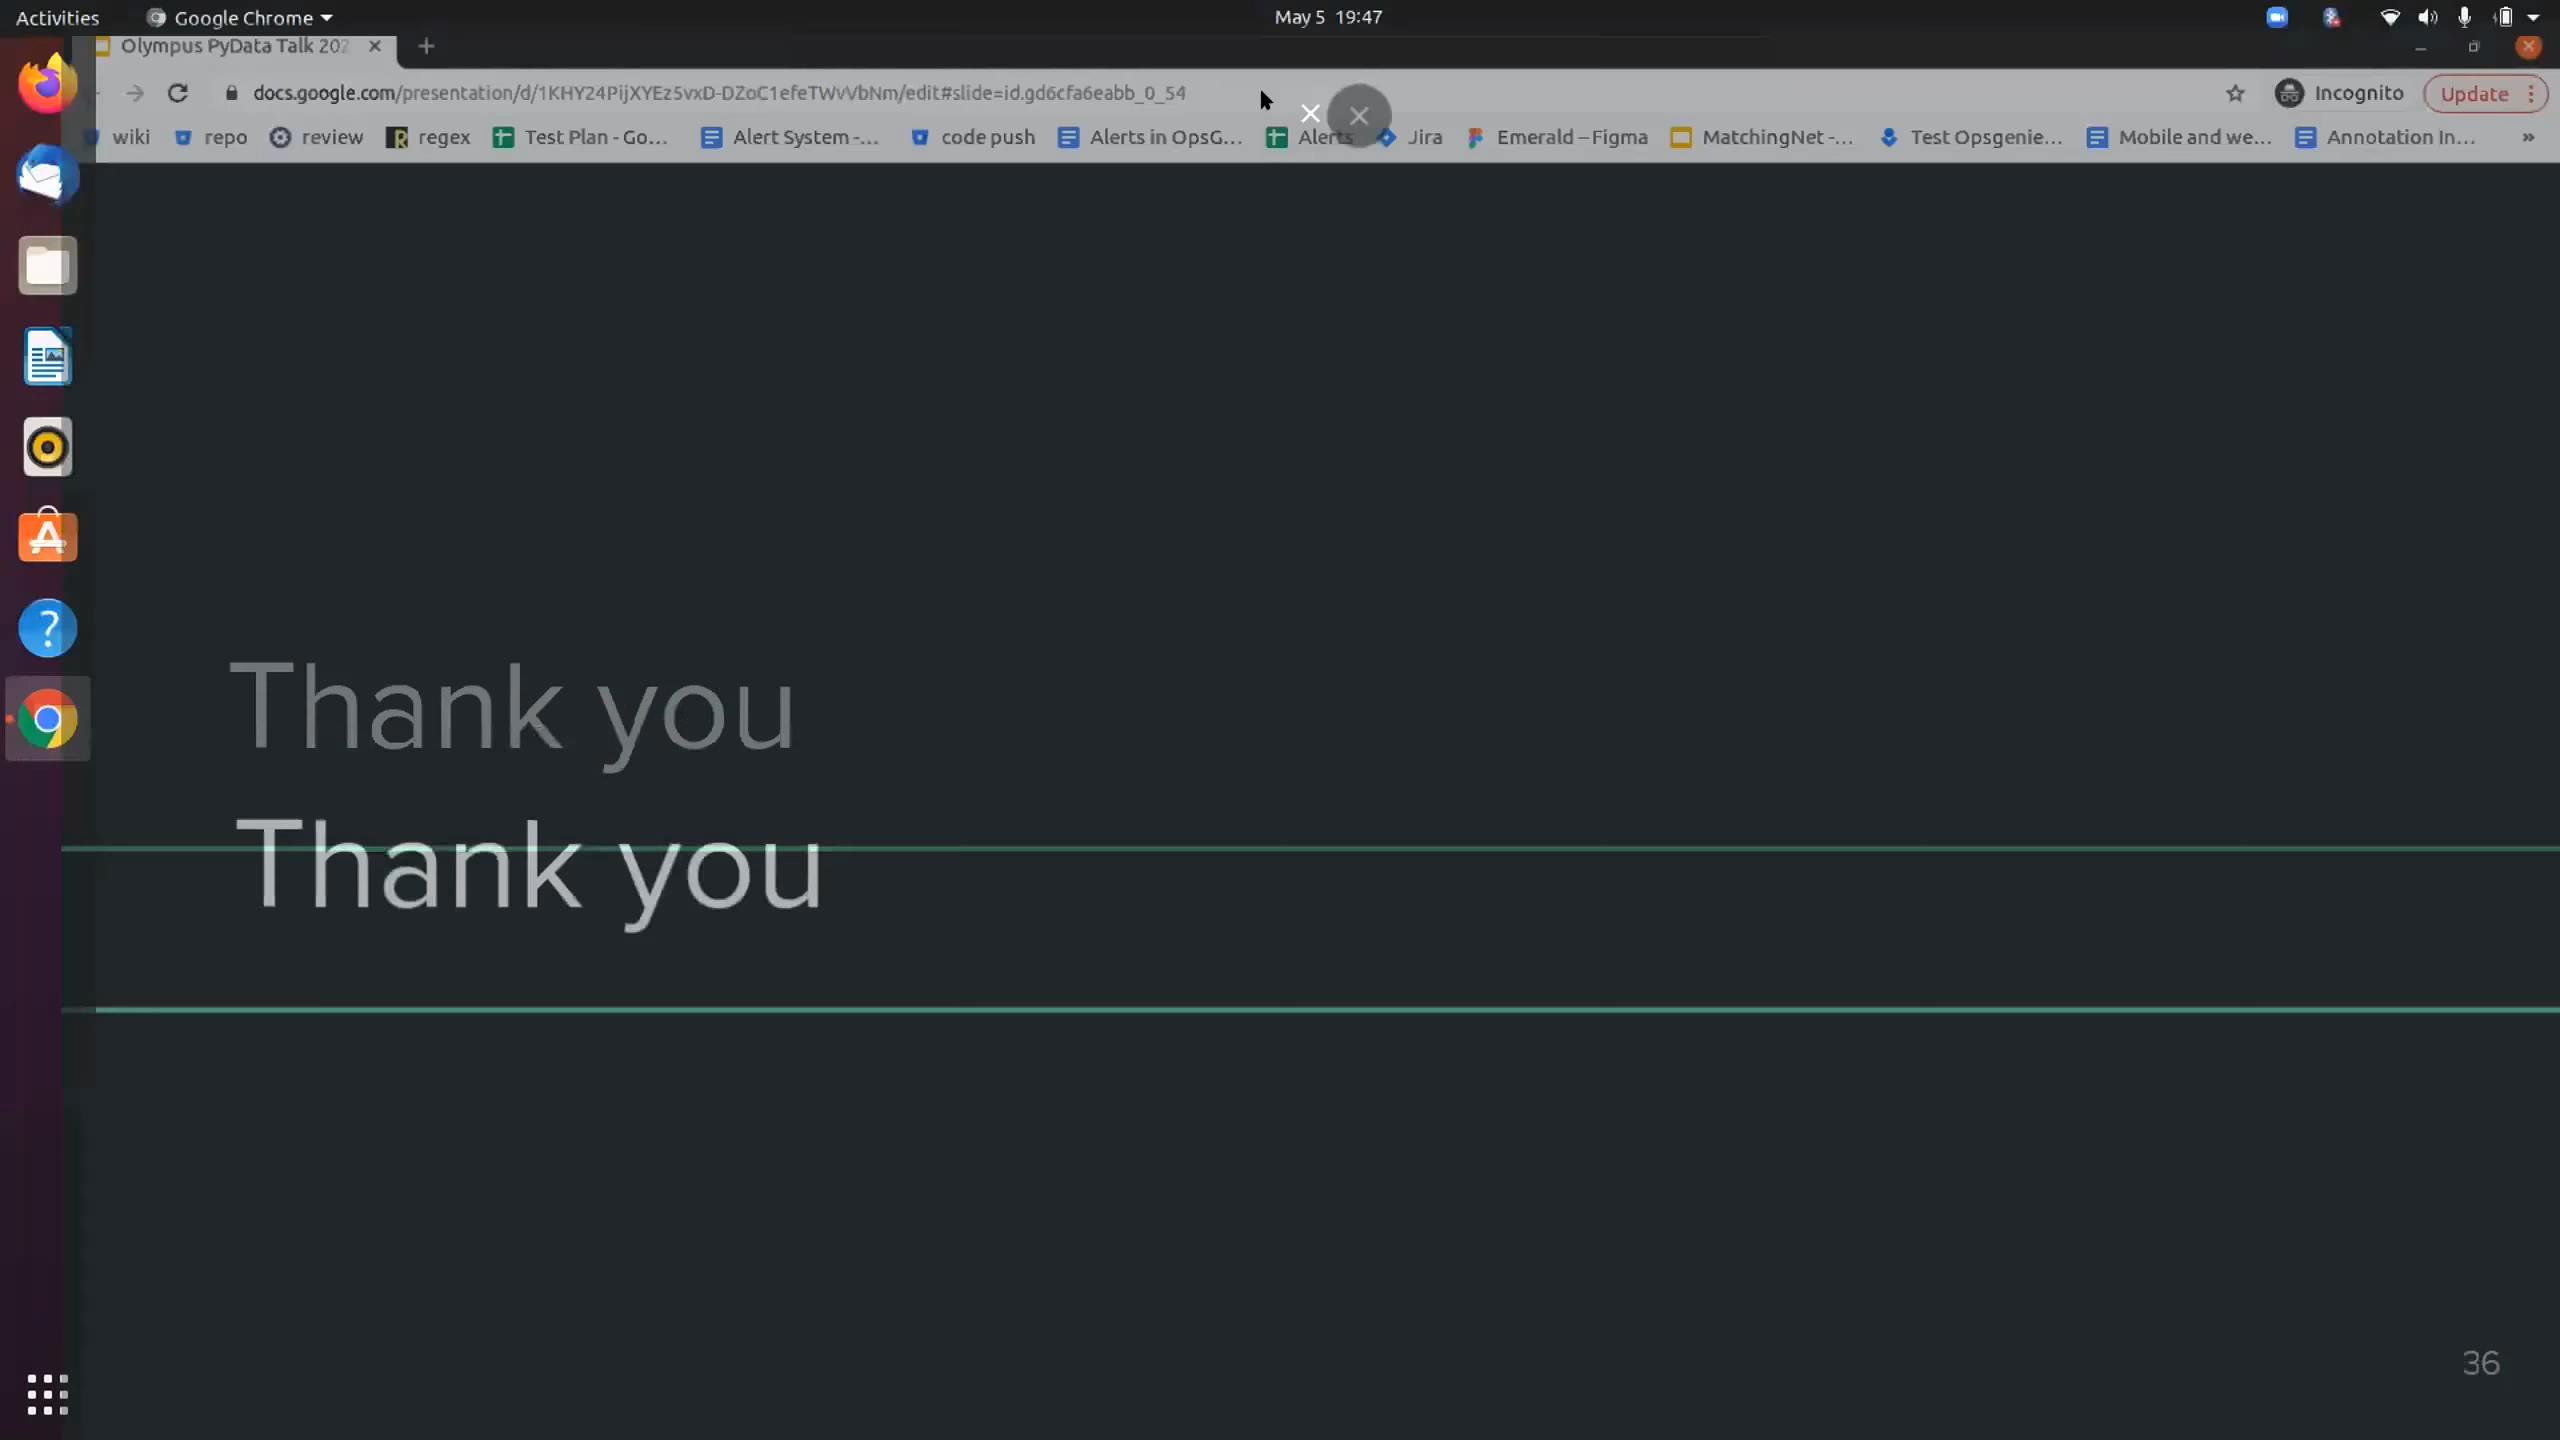 Activities Google Chrome May 5 19:47
Olympus PyData Talk 202
docs.google.com/presentation/d/1KHY24PijXYEz5vxD-DZoC1efeTWvVbNm/edit#slide=id.gd6cfa6eabb_0_54 Incognito Update
wiki repo review regex Test Plan - Go... Alert System -... code push Alerts in OpsG... Alerts Jira Emerald – Figma MatchingNet -... Test Opsgenie... Mobile and we... Annotation In... »
Thank you
Thank you
36